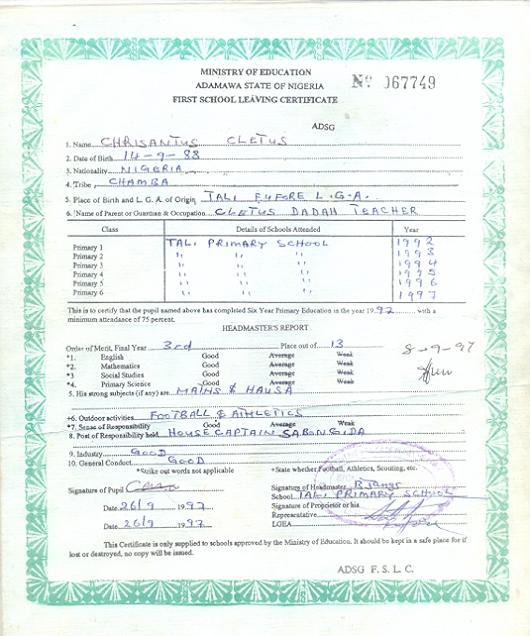 MINISTRY OF EDUCATION
ADAMAWA STATE OF NIGERIA
FIRST SCHOOL LEAVING CERTIFICATE
Nº 067749
ADSG
1. Name CHRISANTUS CLETUS
2. Date of Birth 14-9-83
3. Nationality NIGERIA
4. Tribe CHAMBA
5. Place of Birth and L. G. A. of Origin TALI FUFORE L.G.A.
6. Name of Parent or Guardian & Occupation CLETUS DADAH TEACHER
Class Details of Schools Attended Year
Primary 1 TALI PRIMARY SCHOOL 1992
Primary 2 " " " 1993
Primary 3 " " " 1994
Primary 4 " " " 1995
Primary 5 " " " 1996
Primary 6 " " " 1997
This is to certify that the pupil named above has completed Six Year Primary Education in the year 1997 with a
minimum attendance of 75 percent.
HEADMASTER'S REPORT
Order of Merit, Final Year 3rd Place out of 13
8-9-97
*1. English Good Average Weak
*2. Mathematics Good Average Weak
*3 Social Studies Good Average Weak
*4. Primary Science Good Average Weak
5. His strong subjects (if any) are MATHS & HAUSA
+6. Outdoor activities FOOTBALL & ATHLETICS
*7. Sense of Responsibility Good Average Weak
8. Post of Responsibility held HOUSE CAPTAIN SABON GIDA
9. Industry GOOD
10. General Conduct GOOD
*Strike out words not applicable +State whether Football, Athletics, Scouting, etc.
Signature of Pupil
Signature of Headmaster
School TALI PRIMARY SCHOOL
Date 26/9 1997
Signature of Proprietor or his
Representative
Date 26/9 1997
LGEA
This Certificate is only supplied to schools approved by the Ministry of Education. It should be kept in a safe place for if
lost or destroyed, no copy will be issued.
ADSG F. S. L. C.